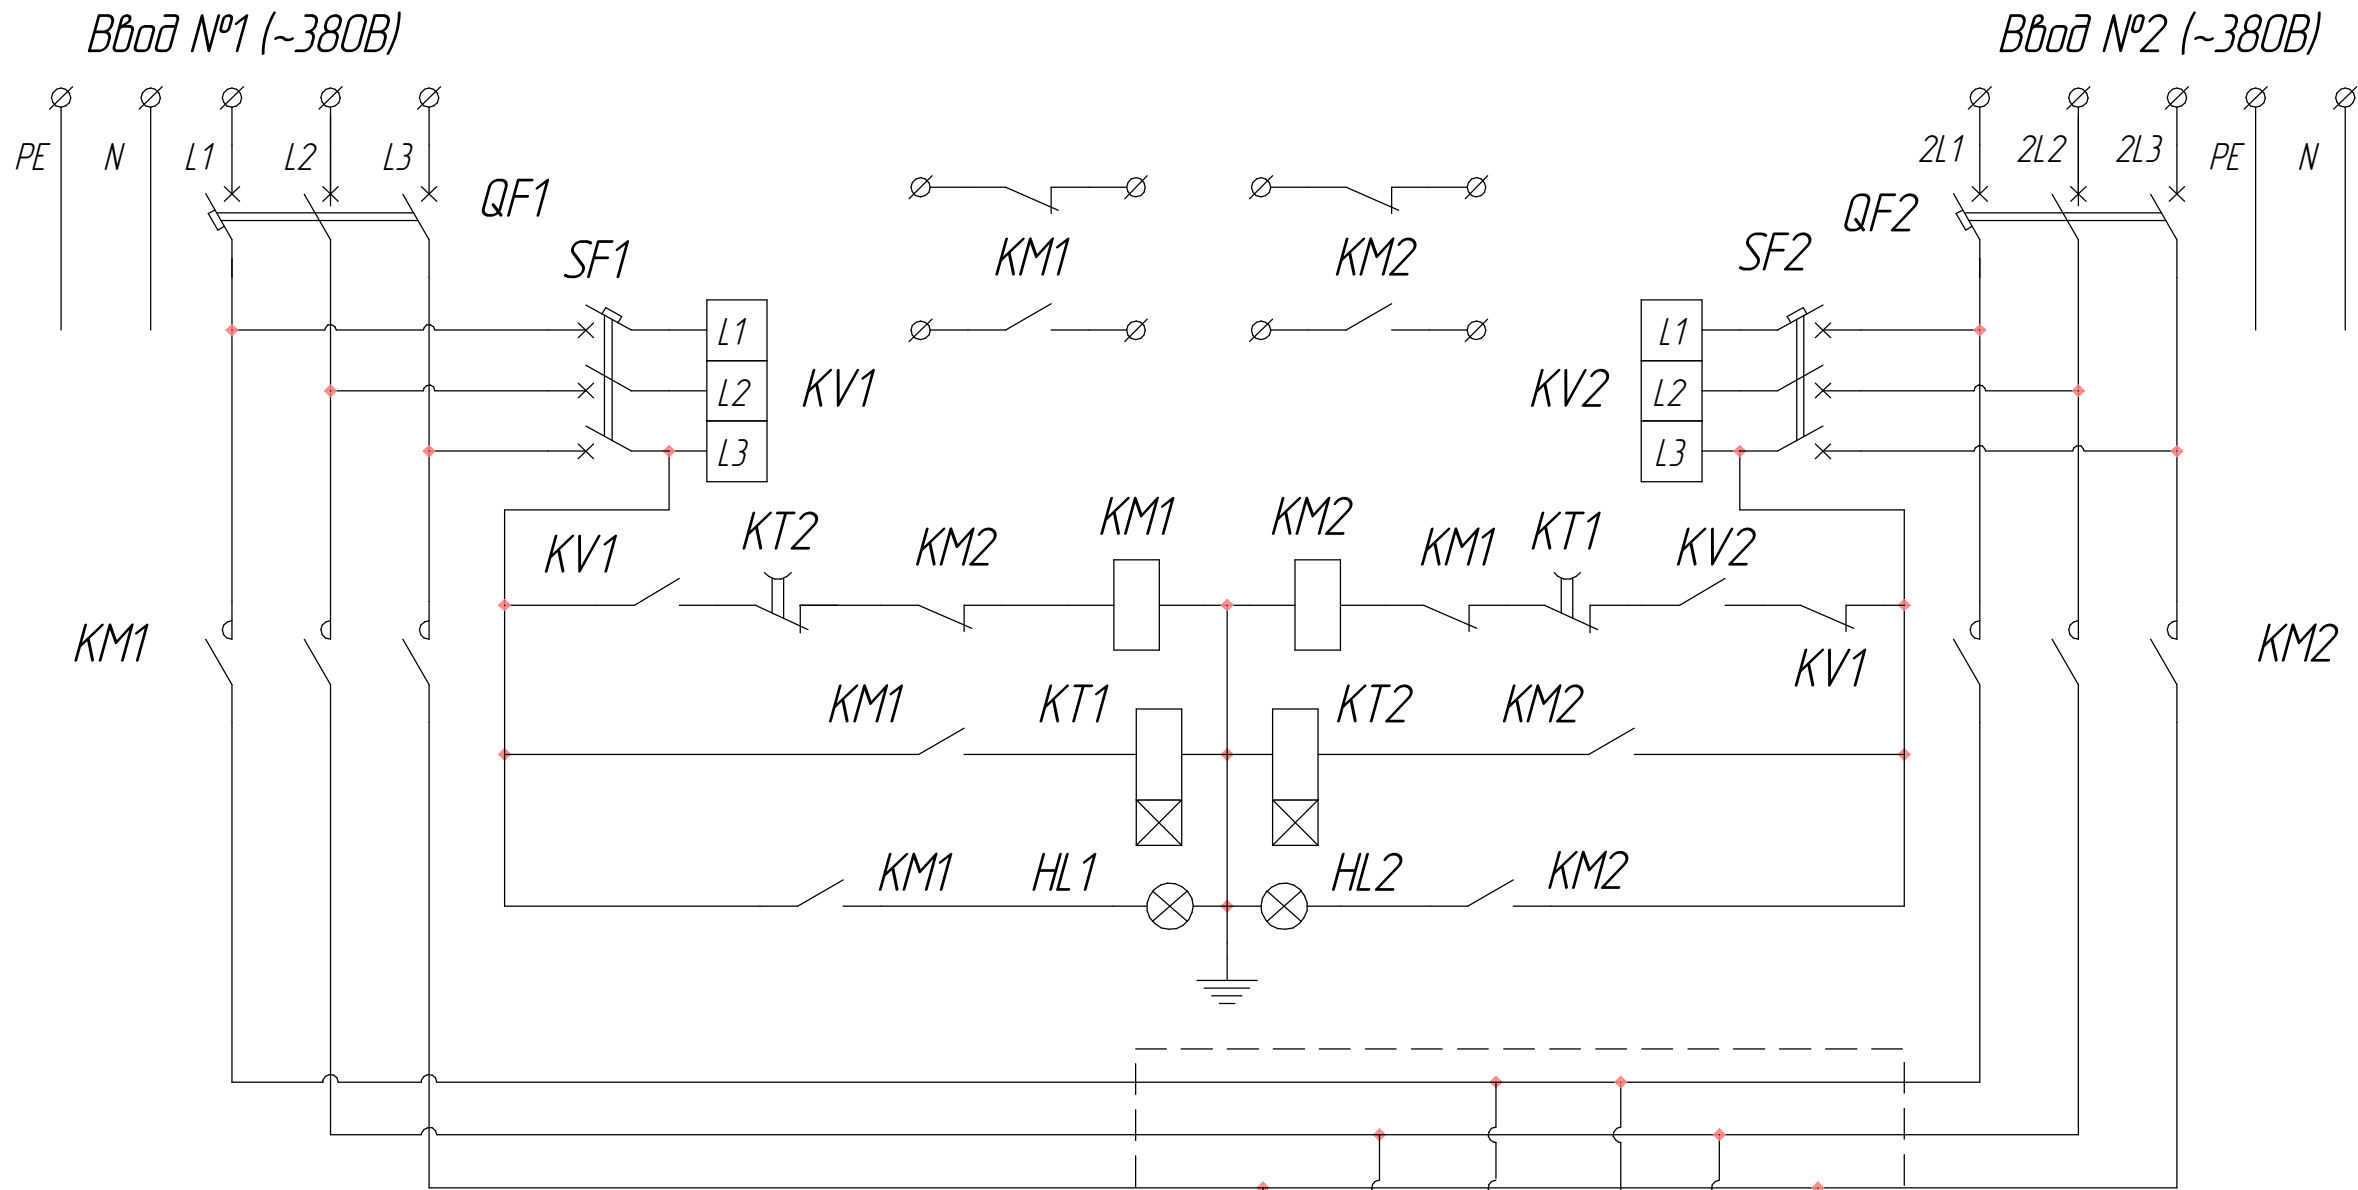 Ввод №1 (~380В) Ввод №2 (~380В)
PE N L1 L2 L3 2L1 2L2 2L3 PE N
QF1 QF2
SF1 KM1 KM2 SF2
L1 L1
L2 KV1 KV2 L2
L3 L3
KV1 KT2 KM2 KM1 KM2 KM1 KT1 KV2
KM1 KV1 KM2
KM1 KT1 KT2 KM2
KM1 HL1 HL2 KM2